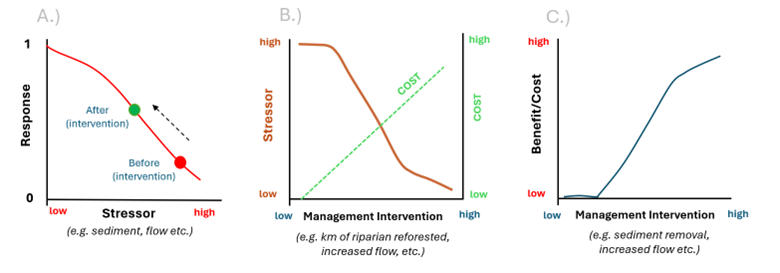 A.)
1
Response
0
After
(intervention)
Before
(intervention)
low
Stressor
high
(e.g. sediment, flow etc.)
B.)
high
Stressor
low
COST
high
COST
low
low
Management Intervention
high
(e.g. km of riparian reforested,
increased flow, etc.)
C.)
high
Benefit/Cost
low
low
Management Intervention
high
(e.g. sediment removal,
increased flow etc.)